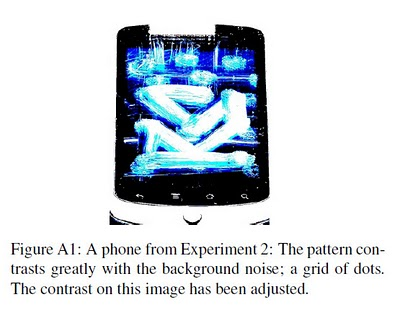 Figure A1: A phone from Experiment 2: The pattern con-
trasts greatly with the background noise; a grid of dots.
The contrast on this image has been adjusted.